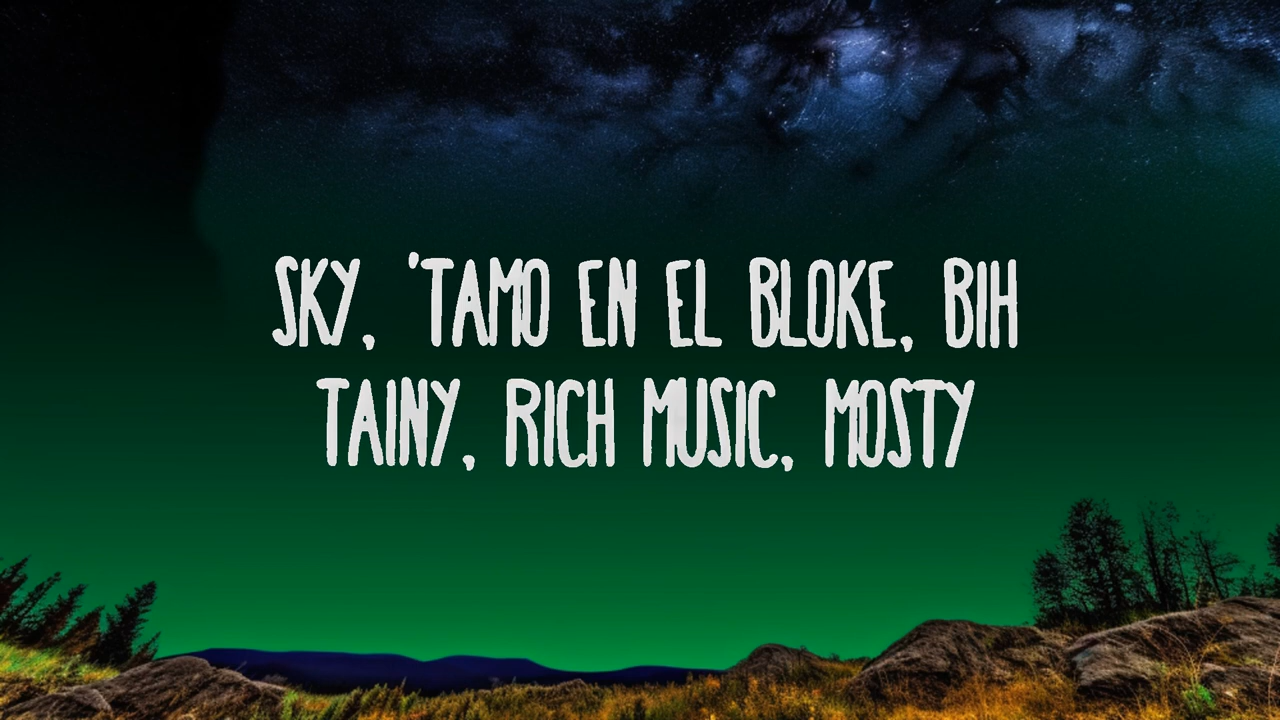 SKY, 'TAMO EN EL BLOKE, BIH
TAINY, RICH MUSIC, MOSTY